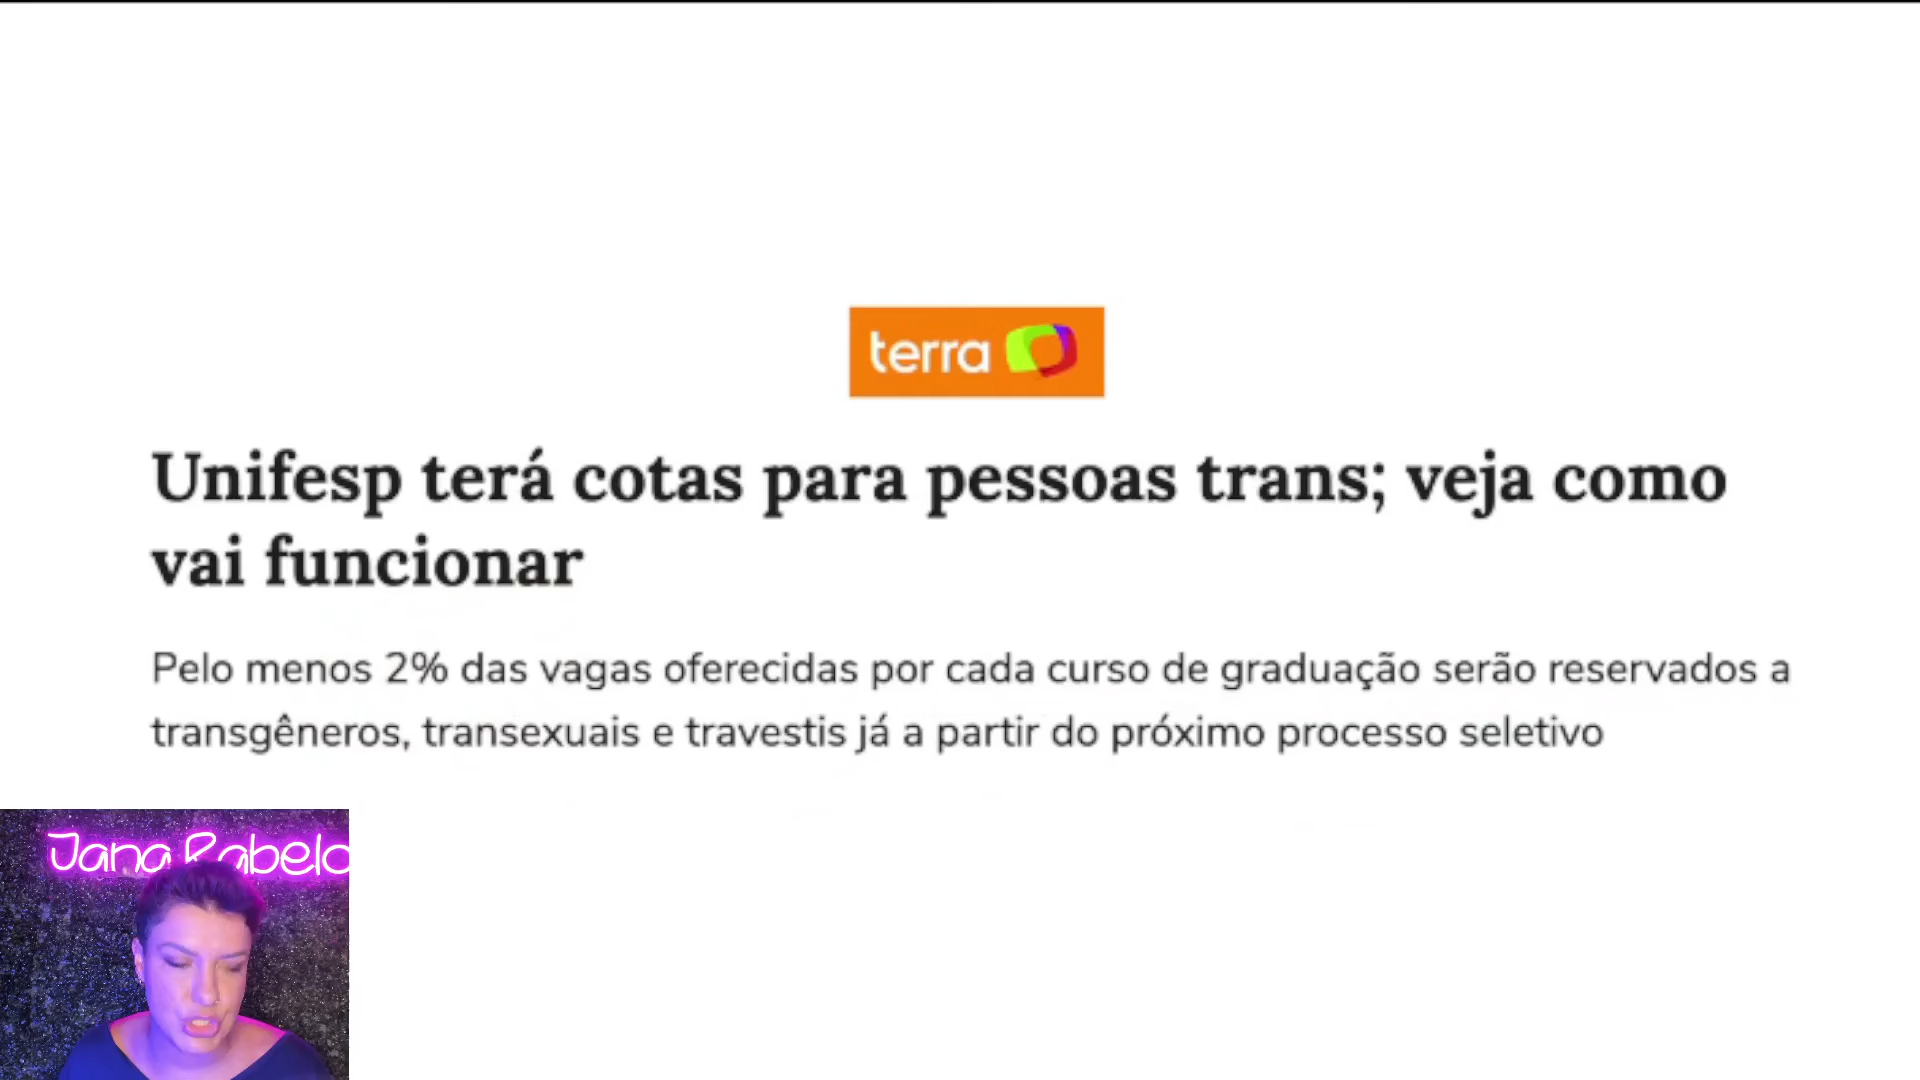 terra
Unifesp terá cotas para pessoas trans; veja como
vai funcionar
Pelo menos 2% das vagas oferecidas por cada curso de graduação serão reservados a
transgêneros, transexuais e travestis já a partir do próximo processo seletivo
Jana Rabelo